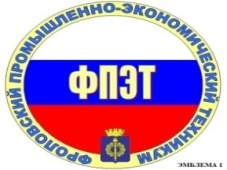 ФРОЛОВСКИЙ ПРОМЫШЛЕННО-ЭКОНОМИЧЕСКИЙ ТЕХНИКУМ
ФПЭТ
ЭМБЛЕМА 1